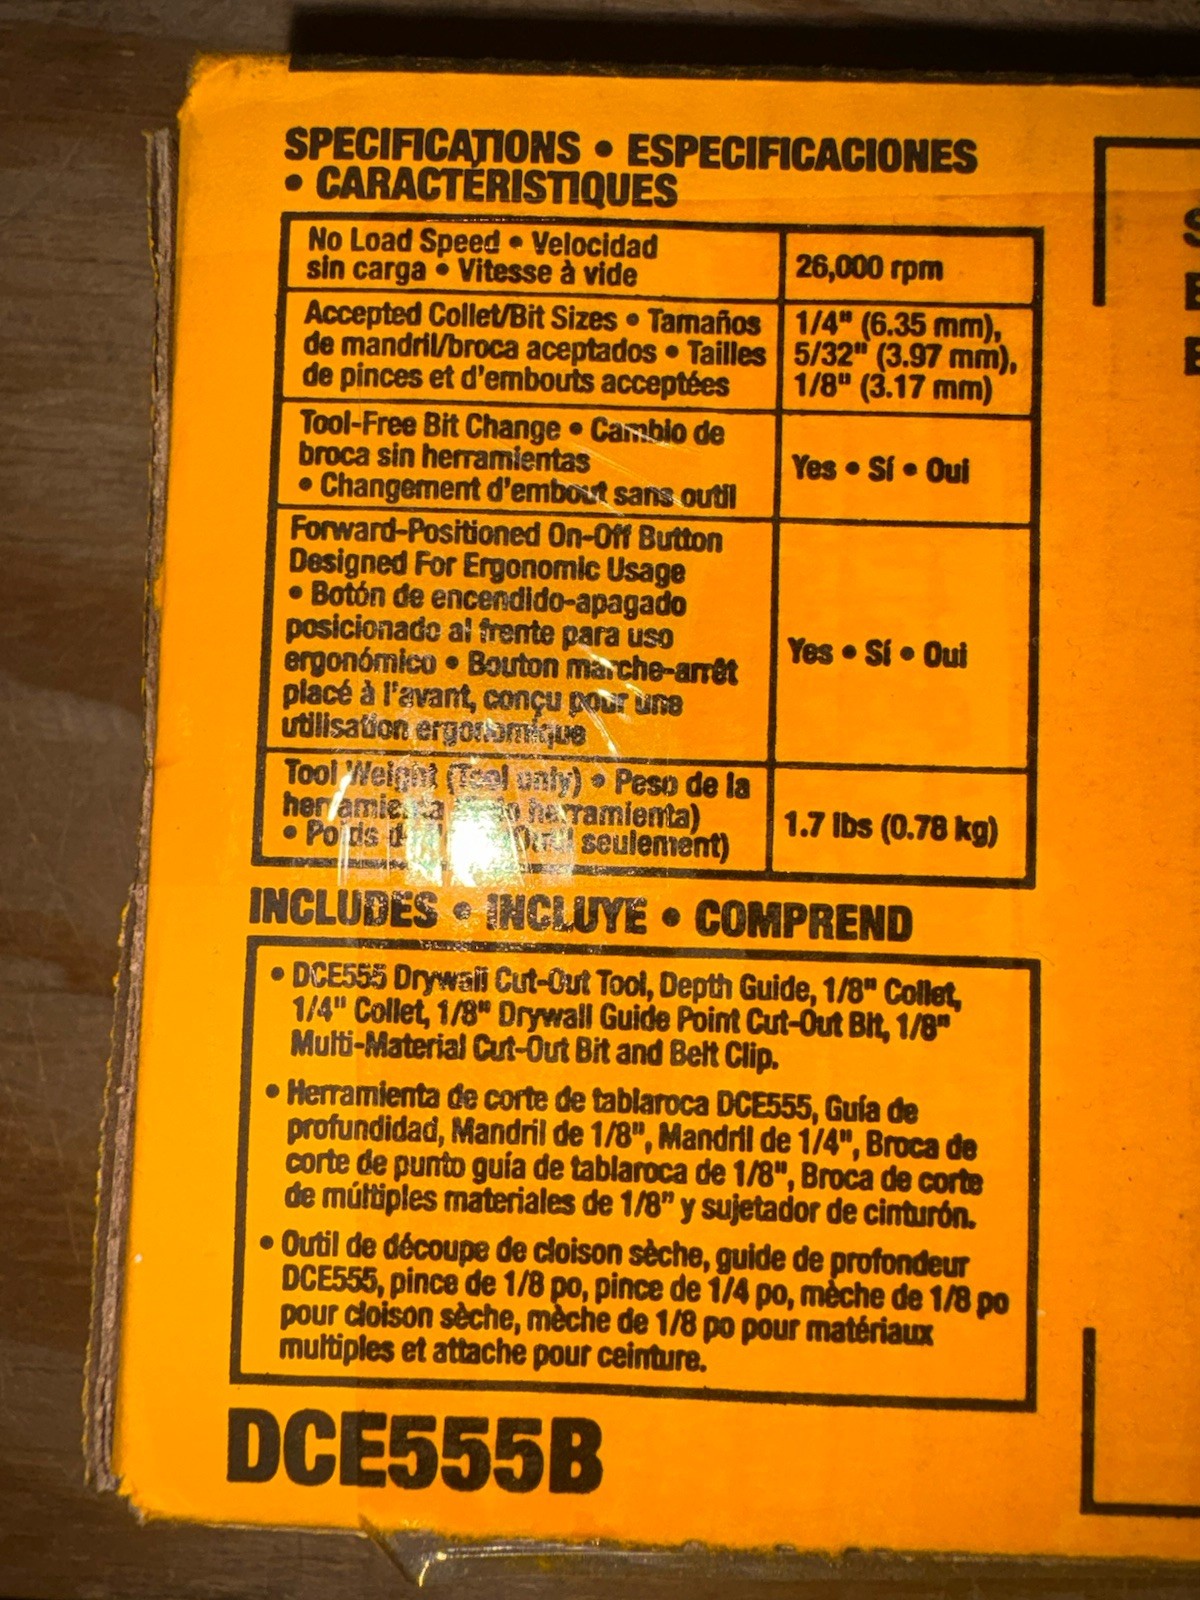 SPECIFICATIONS • ESPECIFICACIONES
• CARACTÉRISTIQUES
No Load Speed • Velocidad
sin carga • Vitesse à vide
26,000 rpm
Accepted Collet/Bit Sizes • Tamaños
de mandril/broca aceptados • Tailles
de pinces et d'embouts acceptées
1/4" (6.35 mm),
5/32" (3.97 mm),
1/8" (3.17 mm)
Tool-Free Bit Change • Cambio de
broca sin herramientas
• Changement d'embout sans outil
Yes • Sí • Oui
Forward-Positioned On-Off Button
Designed For Ergonomic Usage
• Botón de encendido-apagado
posicionado al frente para uso
ergonómico • Bouton marche-arrêt
placé à l'avant, conçu pour une
utilisation ergonomique
Yes • Sí • Oui
Tool Weight (Tool only) • Peso de la
herramienta herramienta)
• Poids seulement)
1.7 lbs (0.78 kg)
INCLUDES • INCLUYE • COMPREND
• DCE555 Drywall Cut-Out Tool, Depth Guide, 1/8" Collet,
1/4" Collet, 1/8" Drywall Guide Point Cut-Out Bit, 1/8"
Multi-Material Cut-Out Bit and Belt Clip.
• Herramienta de corte de tablaroca DCE555, Guía de
profundidad, Mandril de 1/8", Mandril de 1/4", Broca de
corte de punto guía de tablaroca de 1/8", Broca de corte
de múltiples materiales de 1/8" y sujetador de cinturón.
• Outil de découpe de cloison sèche, guide de profondeur
DCE555, pince de 1/8 po, pince de 1/4 po, mèche de 1/8 po
pour cloison sèche, mèche de 1/8 po pour matériaux
multiples et attache pour ceinture.
DCE555B